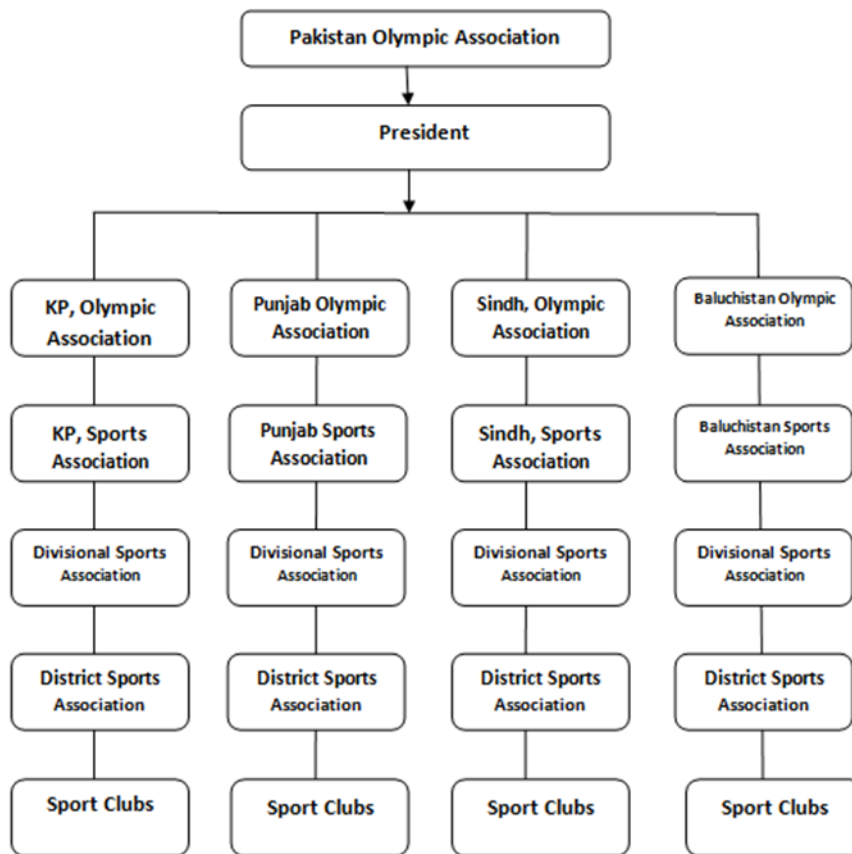 Pakistan Olympic Association
President
KP, Olympic
Association
Punjab Olympic
Association
Sindh, Olympic
Association
Baluchistan Olympic
Association
KP, Sports
Association
Punjab Sports
Association
Sindh, Sports
Association
Baluchistan Sports
Association
Divisional Sports
Association
Divisional Sports
Association
Divisional Sports
Association
Divisional Sports
Association
District Sports
Association
District Sports
Association
District Sports
Association
District Sports
Association
Sport Clubs
Sport Clubs
Sport Clubs
Sport Clubs